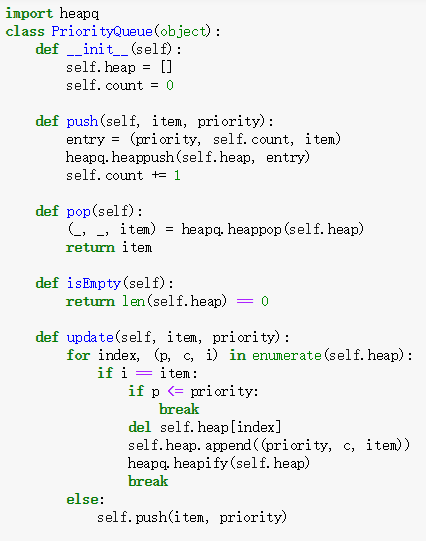 import heapq
class PriorityQueue(object):
    def __init__(self):
        self.heap = []
        self.count = 0

    def push(self, item, priority):
        entry = (priority, self.count, item)
        heapq.heappush(self.heap, entry)
        self.count += 1

    def pop(self):
        (_, _, item) = heapq.heappop(self.heap)
        return item

    def isEmpty(self):
        return len(self.heap) == 0

    def update(self, item, priority):
        for index, (p, c, i) in enumerate(self.heap):
            if i == item:
                if p <= priority:
                    break
                del self.heap[index]
                self.heap.append((priority, c, item))
                heapq.heapify(self.heap)
                break
        else:
            self.push(item, priority)